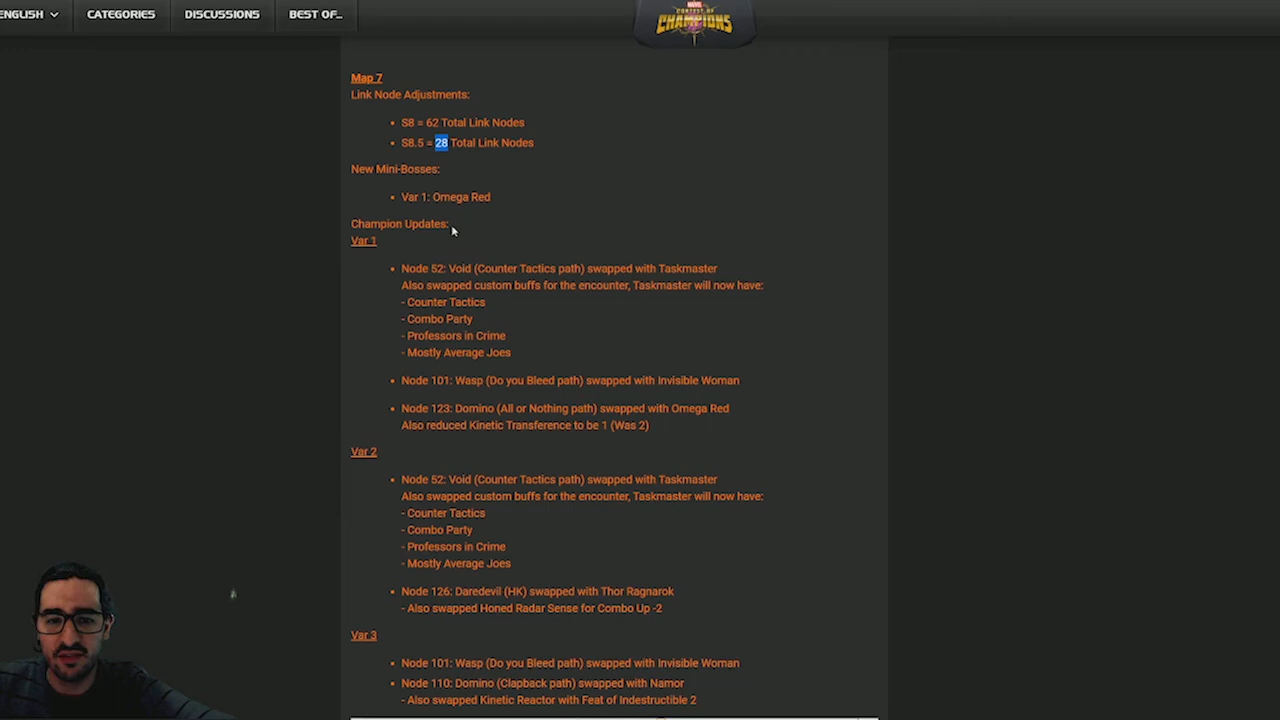 ENGLISH CATEGORIES DISCUSSIONS BEST OF...
MARVEL
CONTEST OF
CHAMPIONS
Map 7
Link Node Adjustments:
• S8 = 62 Total Link Nodes
• S8.5 = 28 Total Link Nodes
New Mini-Bosses:
• Var 1: Omega Red
Champion Updates:
Var 1
• Node 52: Void (Counter Tactics path) swapped with Taskmaster
Also swapped custom buffs for the encounter, Taskmaster will now have:
- Counter Tactics
- Combo Party
- Professors in Crime
- Mostly Average Joes
• Node 101: Wasp (Do you Bleed path) swapped with Invisible Woman
• Node 123: Domino (All or Nothing path) swapped with Omega Red
Also reduced Kinetic Transference to be 1 (Was 2)
Var 2
• Node 52: Void (Counter Tactics path) swapped with Taskmaster
Also swapped custom buffs for the encounter, Taskmaster will now have:
- Counter Tactics
- Combo Party
- Professors in Crime
- Mostly Average Joes
• Node 126: Daredevil (HK) swapped with Thor Ragnarok
- Also swapped Honed Radar Sense for Combo Up -2
Var 3
• Node 101: Wasp (Do you Bleed path) swapped with Invisible Woman
• Node 110: Domino (Clapback path) swapped with Namor
- Also swapped Kinetic Reactor with Feat of Indestructible 2